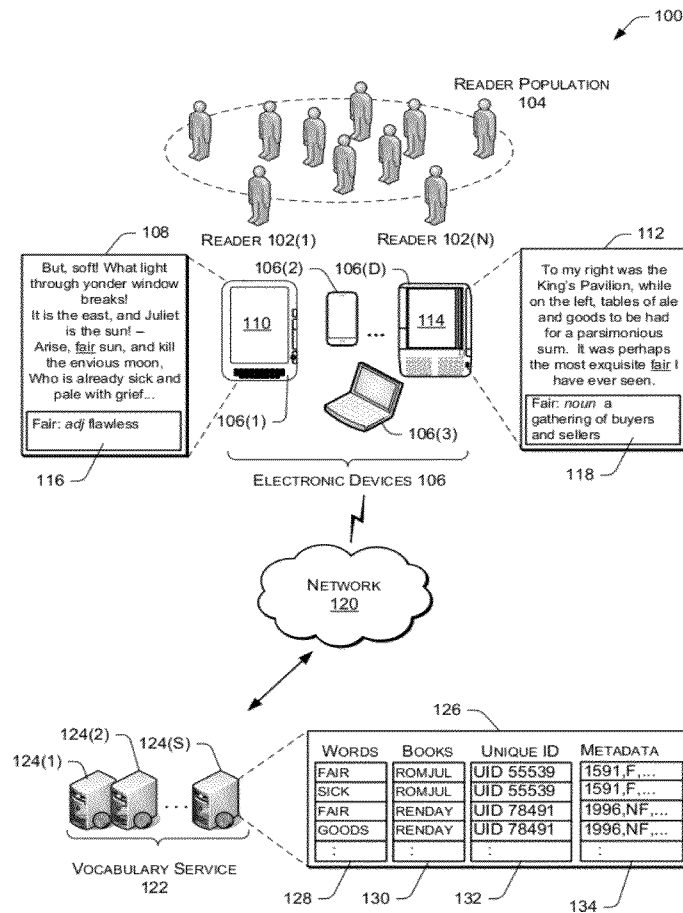 100
READER POPULATION
104
READER 102(1)
READER 102(N)
108
But, soft! What light
through yonder window
breaks!
It is the east, and Juliet
is the sun! –
Arise, fair sun, and kill
the envious moon,
Who is already sick and
pale with grief...
Fair: adj flawless
116
110
106(1)
106(2)
...
106(3)
106(D)
114
112
To my right was the
King's Pavilion, while
on the left, tables of ale
and goods to be had
for a parsimonious
sum. It was perhaps
the most exquisite fair I
have ever seen.
Fair: noun a
gathering of buyers
and sellers
118
ELECTRONIC DEVICES 106
NETWORK
120
124(1)
124(2)
124(S)
...
VOCABULARY SERVICE
122
126
WORDS BOOKS UNIQUE ID METADATA
FAIR ROMJUL UID 55539 1591,F,...
SICK ROMJUL UID 55539 1591,F,...
FAIR RENDAY UID 78491 1996,NF,...
GOODS RENDAY UID 78491 1996,NF,...
: : : :
128 130 132 134